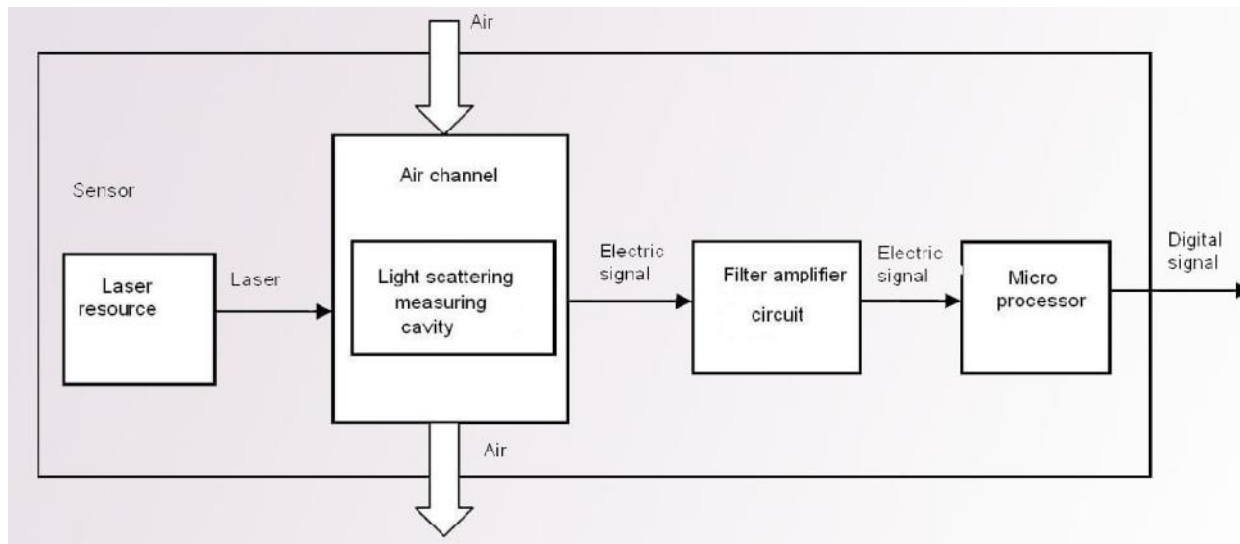 Air
Sensor
Air channel
Laser
resource
Laser
Light scattering
measuring
cavity
Electric
signal
Filter amplifier
circuit
Electric
signal
Micro
processor
Digital
signal
Air